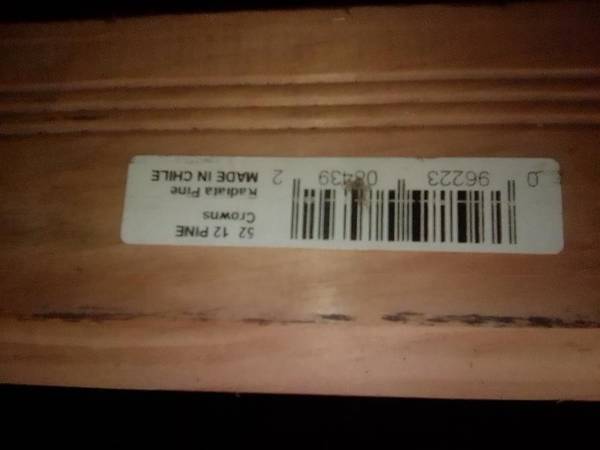 52 12 PINE
Crowns
Radiata Pine
MADE IN CHILE
0 96223 08439 2